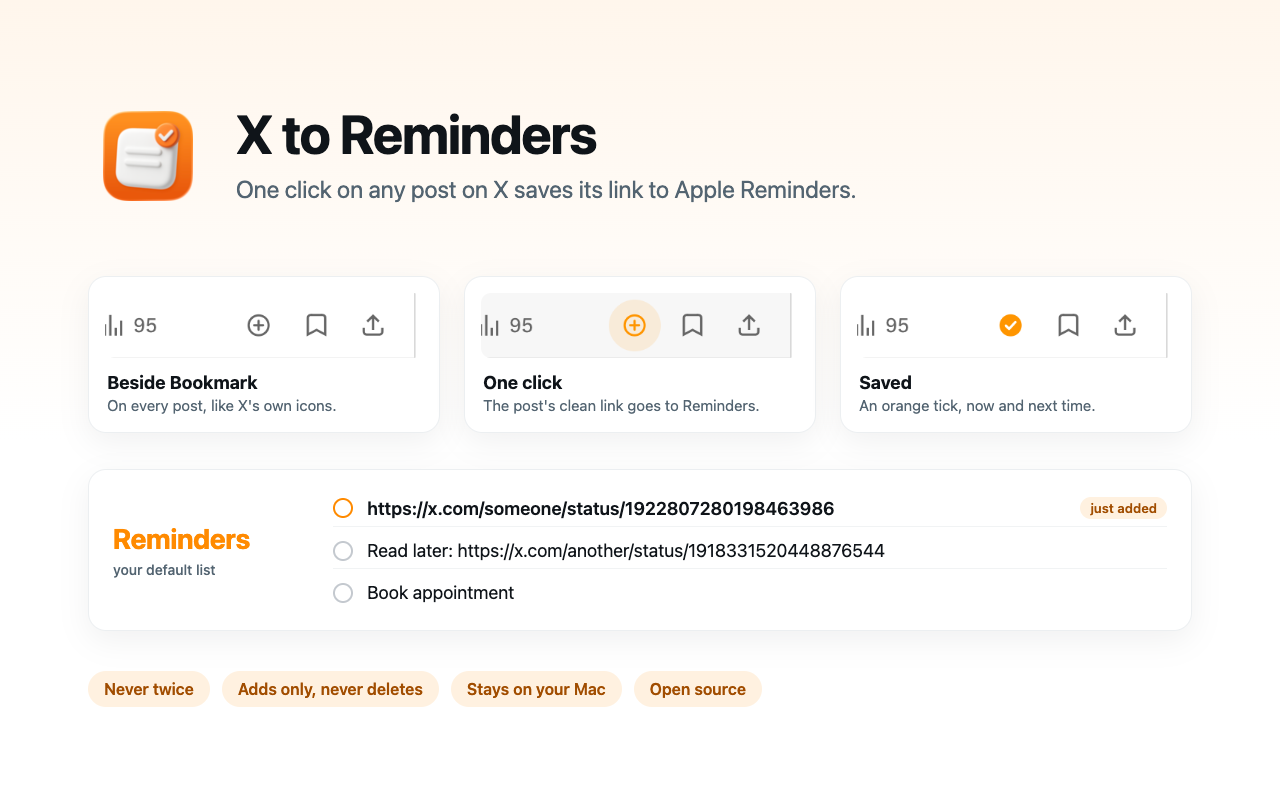 X to Reminders
One click on any post on X saves its link to Apple Reminders.
95
95
95
Beside Bookmark
On every post, like X's own icons.
One click
The post's clean link goes to Reminders.
Saved
An orange tick, now and next time.
Reminders
your default list
https://x.com/someone/status/1922807280198463986
just added
Read later: https://x.com/another/status/1918331520448876544
Book appointment
Never twice
Adds only, never deletes
Stays on your Mac
Open source